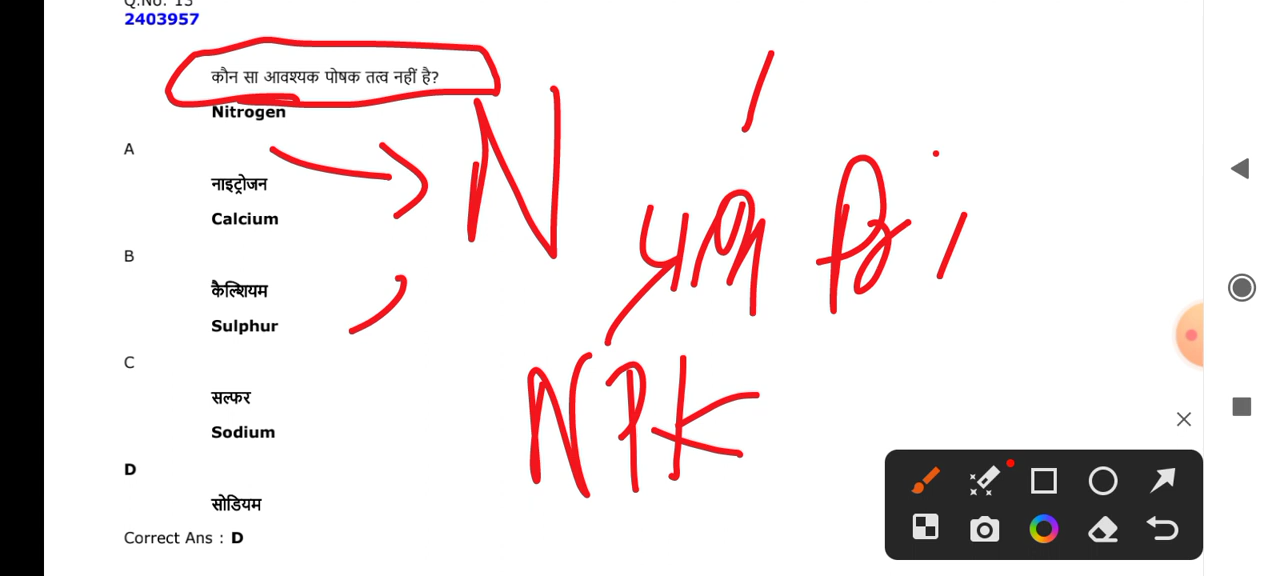 Q.No: 13
2403957
कौन सा आवश्यक पोषक तत्व नहीं है?
Nitrogen
A
नाइट्रोजन
Calcium
B
कैल्शियम
Sulphur
C
सल्फर
Sodium
D
सोडियम
Correct Ans : D
N
NPK